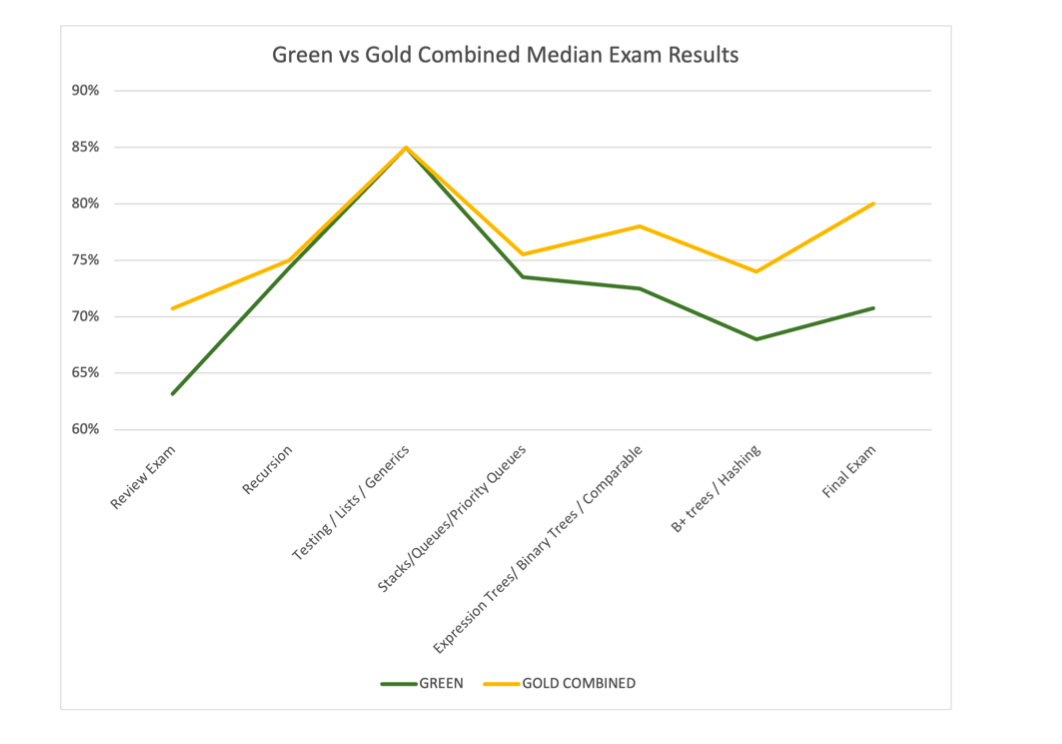 Green vs Gold Combined Median Exam Results
90%
85%
80%
75%
70%
65%
60%
Review Exam
Recursion
Testing / Lists / Generics
Stacks/Queues/Priority Queues
Expression Trees/ Binary Trees / Comparable
B+ trees / Hashing
Final Exam
GREEN
GOLD COMBINED